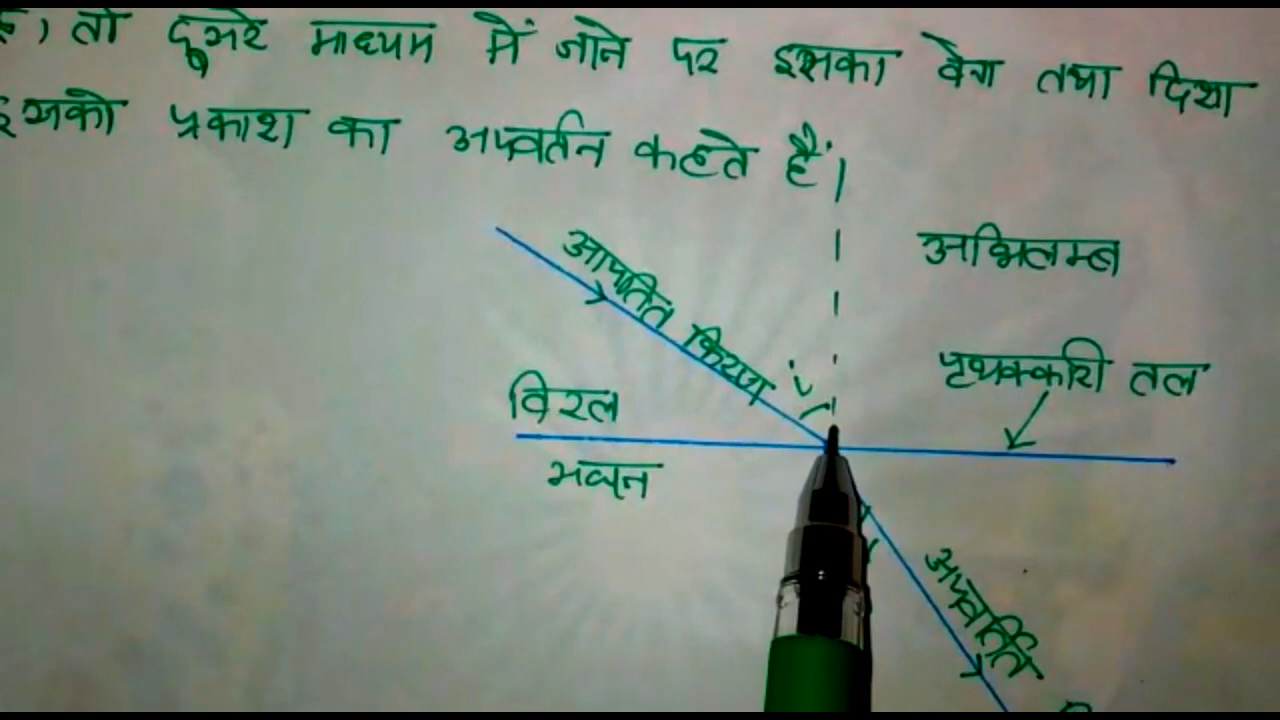 तो दूसरे माध्यम में जाने पर इसका वेग तथा दिशा
इसको प्रकाश का अपवर्तन कहते हैं।
आपतित किरण
अभिलम्ब
i
पृथक्कारी तल
विरल
सघन
अपवर्तित